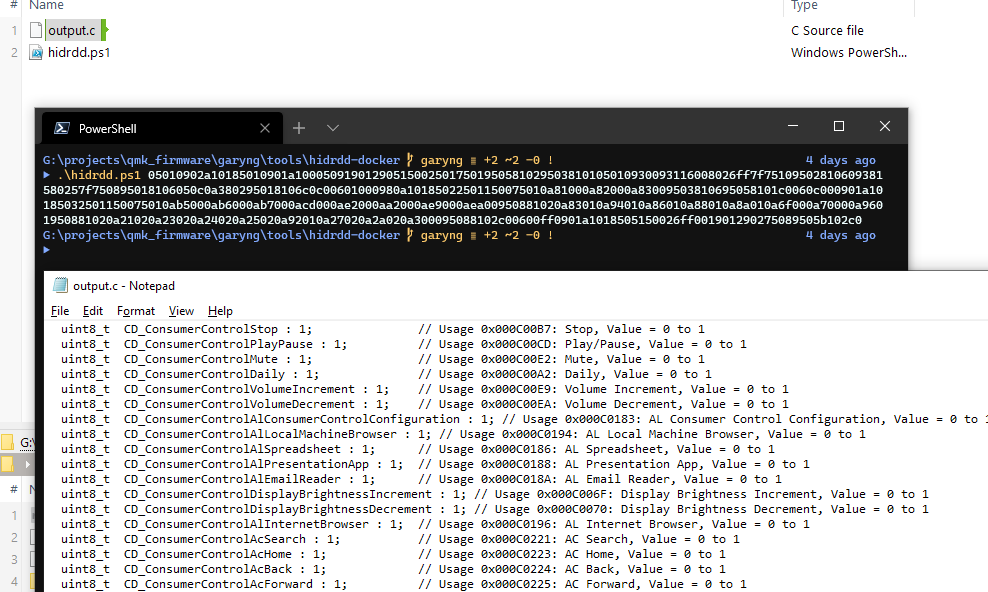 # Name Type
1 output.c C Source file
2 hidrdd.ps1 Windows PowerSh...
PowerShell
G:\projects\qmk_firmware\garyng\tools\hidrdd-docker garyng ≡ +2 ~2 -0 ! 4 days ago
.\hidrdd.ps1 05010902a10185010901a1000509190129051500250175019505810295038101050109300931160080 26ff7f75109502810609381
580257f750895018106050c0a380295018106c0c00601000980a10185022501150075010a81000a82000a83009503810695058101c0060c000901a10
18503250115007501 0ab5000ab6000ab7000acd000ae2000aa2000ae9000aea00950881020a83010a94010a86010a88010a8a010a6f000a70000a960
1950881020a21020a23020a24020a25020a92010a27020a2a020a300095088102c00600ff0901a1018505150026ff001901290275089505b102c0
G:\projects\qmk_firmware\garyng\tools\hidrdd-docker garyng ≡ +2 ~2 -0 ! 4 days ago
output.c - Notepad
File Edit Format View Help
uint8_t CD_ConsumerControlStop : 1; // Usage 0x000C00B7: Stop, Value = 0 to 1
uint8_t CD_ConsumerControlPlayPause : 1; // Usage 0x000C00CD: Play/Pause, Value = 0 to 1
uint8_t CD_ConsumerControlMute : 1; // Usage 0x000C00E2: Mute, Value = 0 to 1
uint8_t CD_ConsumerControlDaily : 1; // Usage 0x000C00A2: Daily, Value = 0 to 1
uint8_t CD_ConsumerControlVolumeIncrement : 1; // Usage 0x000C00E9: Volume Increment, Value = 0 to 1
uint8_t CD_ConsumerControlVolumeDecrement : 1; // Usage 0x000C00EA: Volume Decrement, Value = 0 to 1
uint8_t CD_ConsumerControlAlConsumerControlConfiguration : 1; // Usage 0x000C0183: AL Consumer Control Configuration, Value = 0 to 1
uint8_t CD_ConsumerControlAlLocalMachineBrowser : 1; // Usage 0x000C0194: AL Local Machine Browser, Value = 0 to 1
uint8_t CD_ConsumerControlAlSpreadsheet : 1; // Usage 0x000C0186: AL Spreadsheet, Value = 0 to 1
uint8_t CD_ConsumerControlAlPresentationApp : 1; // Usage 0x000C0188: AL Presentation App, Value = 0 to 1
uint8_t CD_ConsumerControlAlEmailReader : 1; // Usage 0x000C018A: AL Email Reader, Value = 0 to 1
uint8_t CD_ConsumerControlDisplayBrightnessIncrement : 1; // Usage 0x000C006F: Display Brightness Increment, Value = 0 to 1
uint8_t CD_ConsumerControlDisplayBrightnessDecrement : 1; // Usage 0x000C0070: Display Brightness Decrement, Value = 0 to 1
uint8_t CD_ConsumerControlAlInternetBrowser : 1; // Usage 0x000C0196: AL Internet Browser, Value = 0 to 1
uint8_t CD_ConsumerControlAcSearch : 1; // Usage 0x000C0221: AC Search, Value = 0 to 1
uint8_t CD_ConsumerControlAcHome : 1; // Usage 0x000C0223: AC Home, Value = 0 to 1
uint8_t CD_ConsumerControlAcBack : 1; // Usage 0x000C0224: AC Back, Value = 0 to 1
uint8_t CD_ConsumerControlAcForward : 1; // Usage 0x000C0225: AC Forward, Value = 0 to 1
G:\
#
1
2
3
4